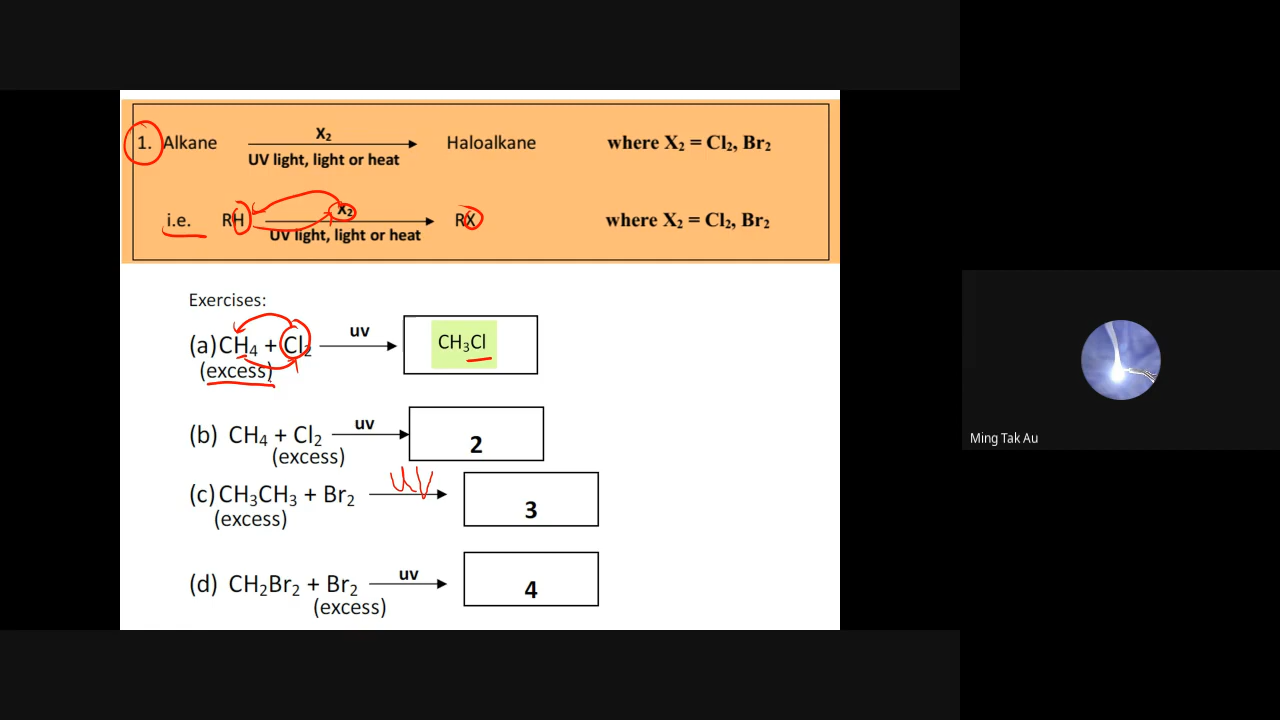 1. Alkane X₂ Haloalkane where X₂ = Cl₂, Br₂
UV light, light or heat
i.e. RH X₂ RX where X₂ = Cl₂, Br₂
UV light, light or heat
Exercises:
(a) CH₄ + Cl₂ uv CH₃Cl
(excess)
(b) CH₄ + Cl₂ uv 2
(excess)
(c) CH₃CH₃ + Br₂ UV 3
(excess)
(d) CH₂Br₂ + Br₂ uv 4
(excess)
Ming Tak Au